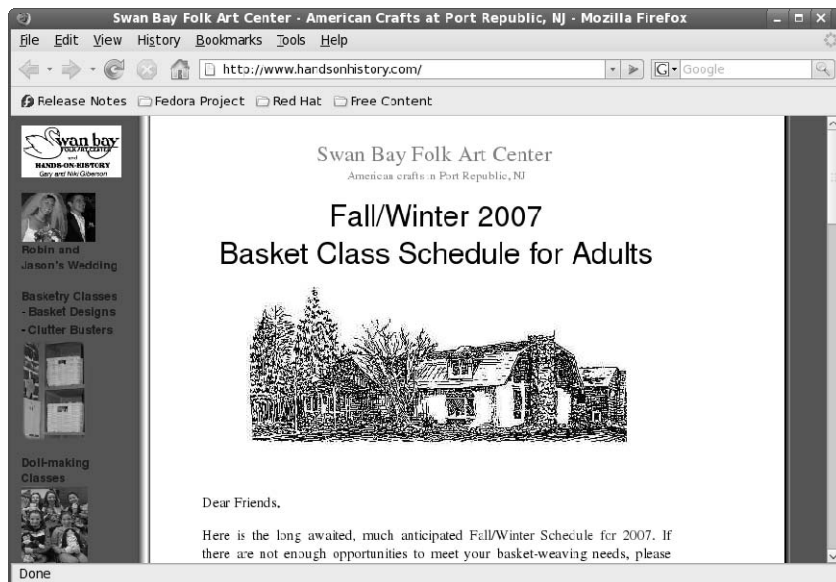 Swan Bay Folk Art Center - American Crafts at Port Republic, NJ - Mozilla Firefox
File Edit View History Bookmarks Tools Help
http://www.handsonhistory.com/
G Google
Release Notes Fedora Project Red Hat Free Content
Swan bay
FOLK ART CENTER
and
HANDS-ON-HISTORY
Gary and Niki Giberson
Robin and
Jason's Wedding
Basketry Classes
- Basket Designs
- Clutter Busters
Doll-making
Classes
Swan Bay Folk Art Center
American crafts in Port Republic, NJ
Fall/Winter 2007
Basket Class Schedule for Adults
Dear Friends,
Here is the long awaited, much anticipated Fall/Winter Schedule for 2007. If
there are not enough opportunities to meet your basket-weaving needs, please
Done